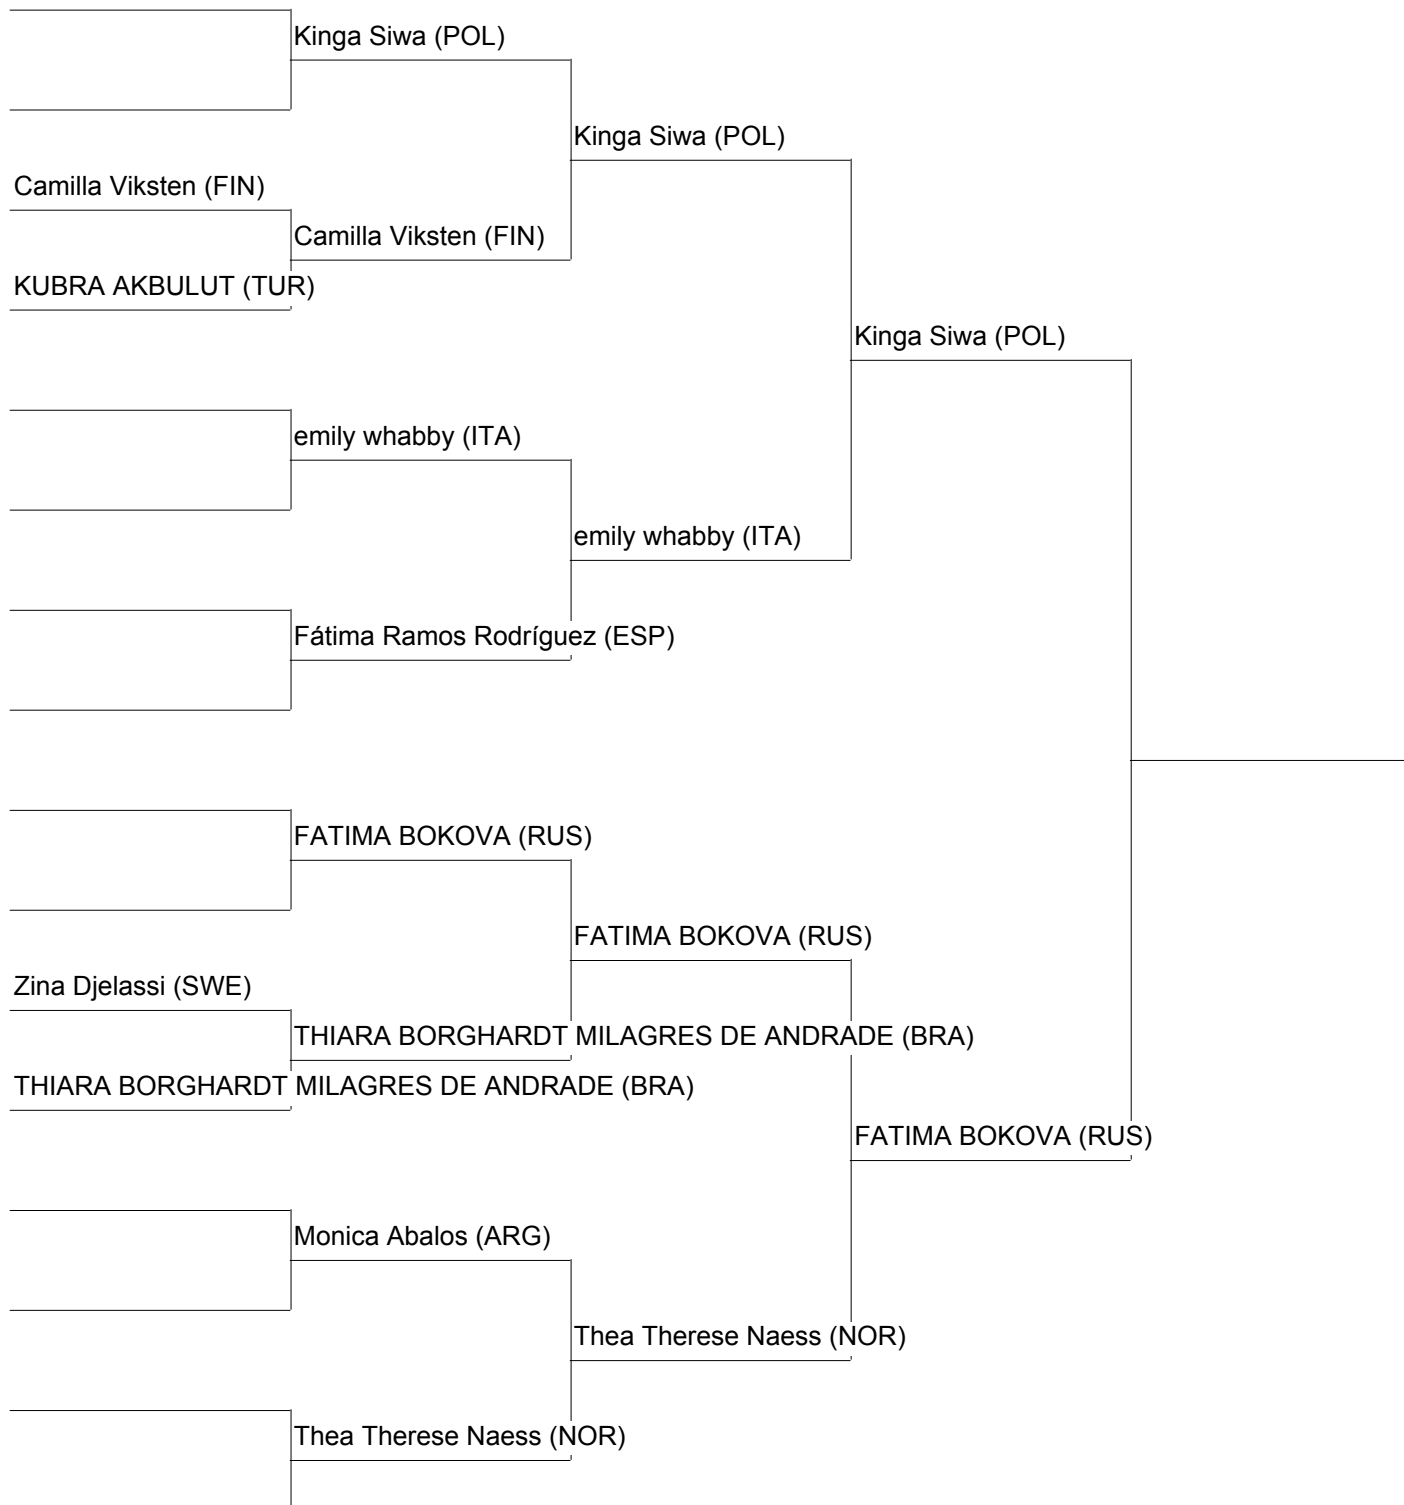 Kinga Siwa (POL)
Kinga Siwa (POL)
Camilla Viksten (FIN)
Camilla Viksten (FIN)
KUBRA AKBULUT (TUR)
Kinga Siwa (POL)
emily whabby (ITA)
emily whabby (ITA)
Fátima Ramos Rodríguez (ESP)
FATIMA BOKOVA (RUS)
FATIMA BOKOVA (RUS)
Zina Djelassi (SWE)
THIARA BORGHARDT MILAGRES DE ANDRADE (BRA)
THIARA BORGHARDT MILAGRES DE ANDRADE (BRA)
FATIMA BOKOVA (RUS)
Monica Abalos (ARG)
Thea Therese Naess (NOR)
Thea Therese Naess (NOR)